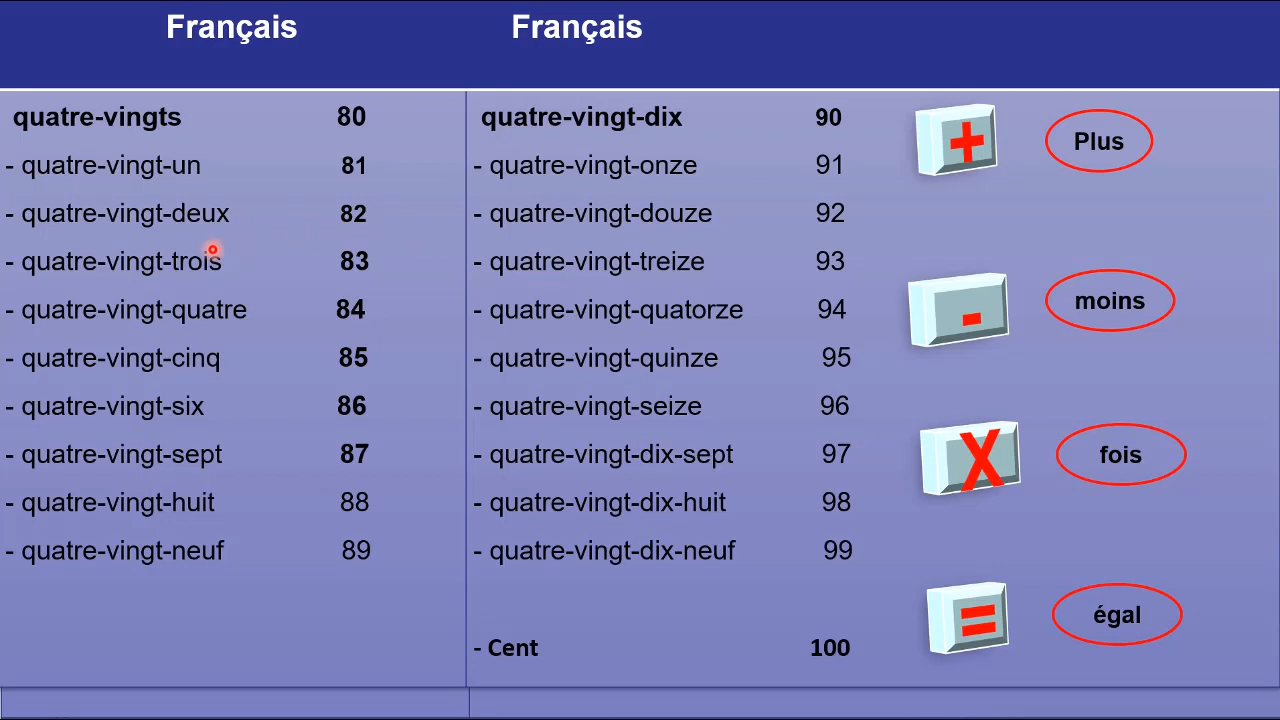 Français Français
quatre-vingts 80 quatre-vingt-dix 90 + Plus
- quatre-vingt-un 81 - quatre-vingt-onze 91
- quatre-vingt-deux 82 - quatre-vingt-douze 92
- quatre-vingt-trois 83 - quatre-vingt-treize 93
- quatre-vingt-quatre 84 - quatre-vingt-quatorze 94 - moins
- quatre-vingt-cinq 85 - quatre-vingt-quinze 95
- quatre-vingt-six 86 - quatre-vingt-seize 96
- quatre-vingt-sept 87 - quatre-vingt-dix-sept 97 X fois
- quatre-vingt-huit 88 - quatre-vingt-dix-huit 98
- quatre-vingt-neuf 89 - quatre-vingt-dix-neuf 99
= égal
- Cent 100